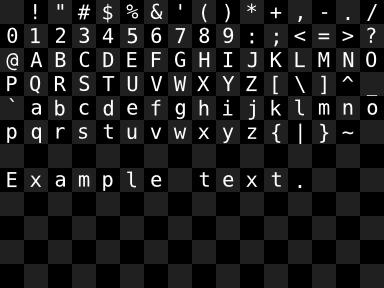 ! " # $ % & ' ( ) * + , - . /
0 1 2 3 4 5 6 7 8 9 : ; < = > ?
@ A B C D E F G H I J K L M N O
P Q R S T U V W X Y Z [ \ ] ^ _
` a b c d e f g h i j k l m n o
p q r s t u v w x y z { | } ~
Example text.